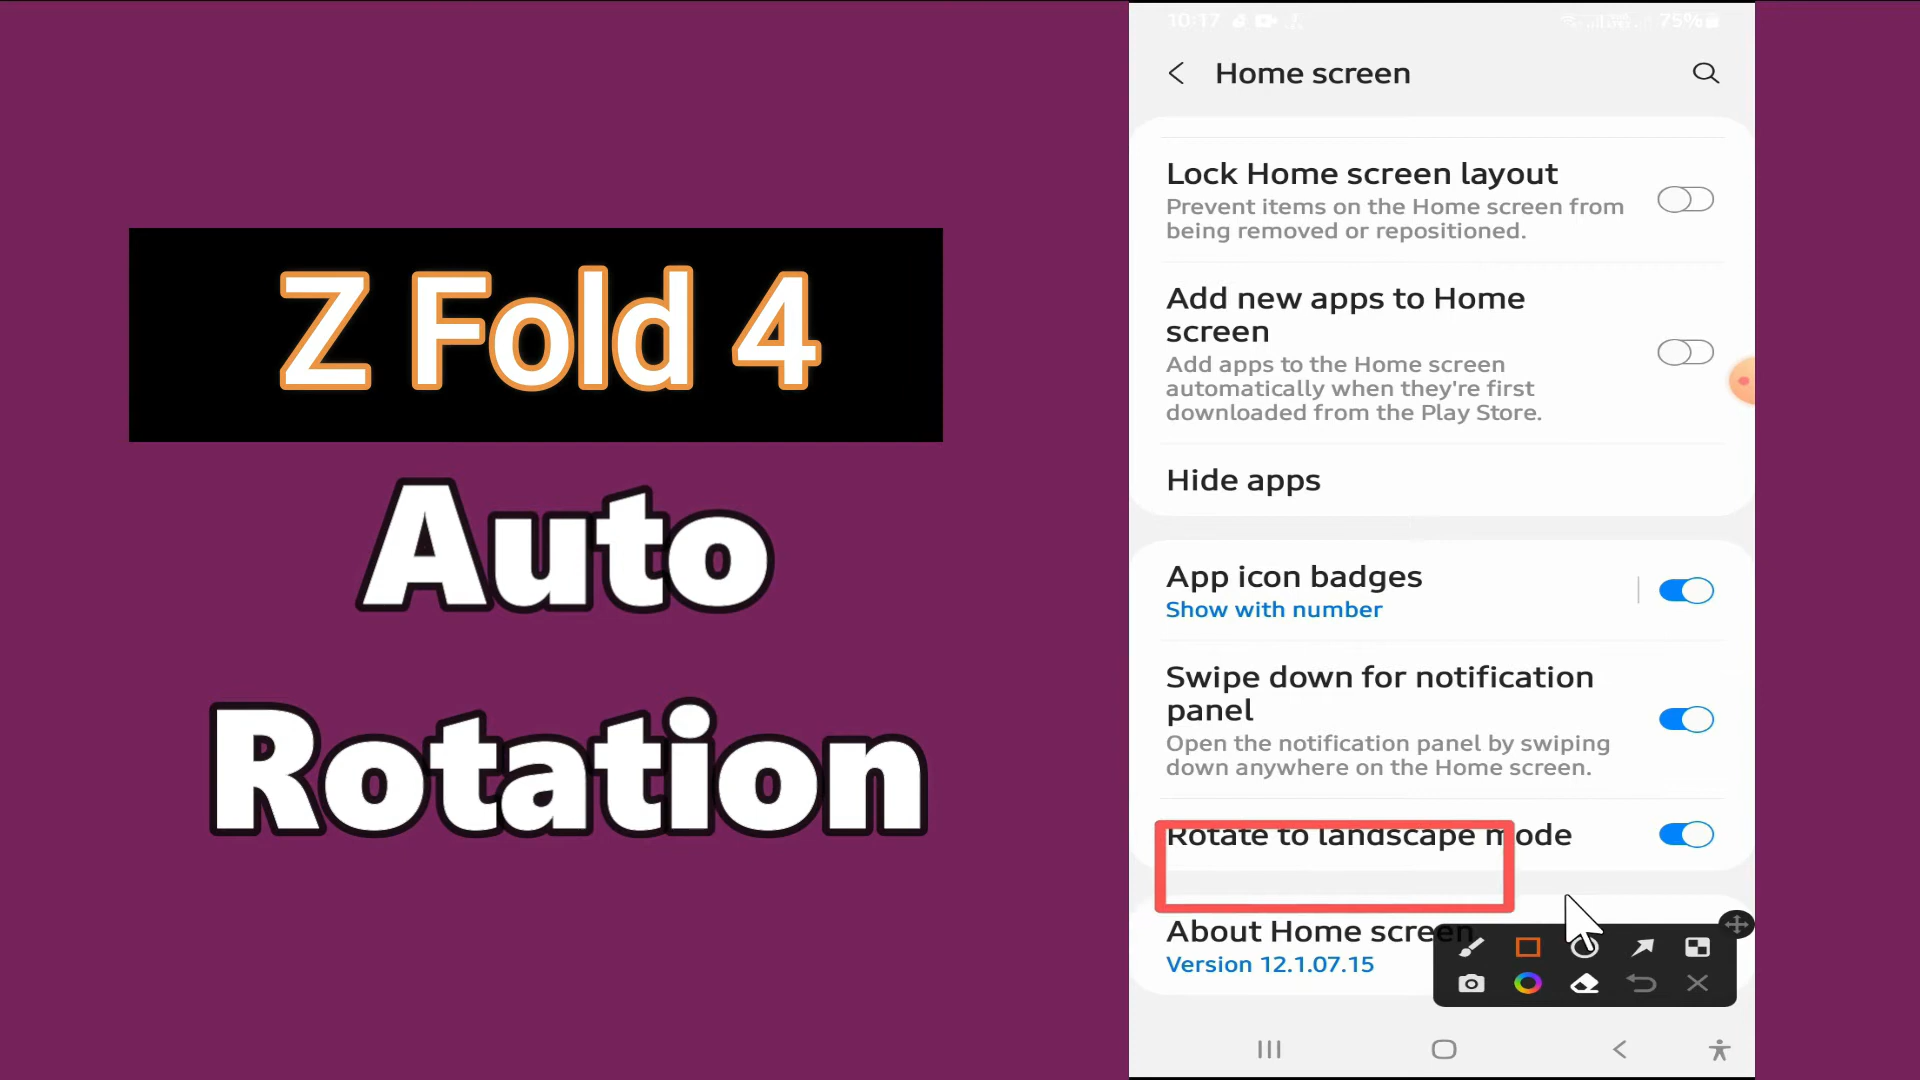 Z Fold 4
Auto
Rotation
10:17
75%
Home screen
Lock Home screen layout
Prevent items on the Home screen from
being removed or repositioned.
Add new apps to Home
screen
Add apps to the Home screen
automatically when they're first
downloaded from the Play Store.
Hide apps
App icon badges
Show with number
Swipe down for notification
panel
Open the notification panel by swiping
down anywhere on the Home screen.
Rotate to landscape mode
About Home screen
Version 12.1.07.15